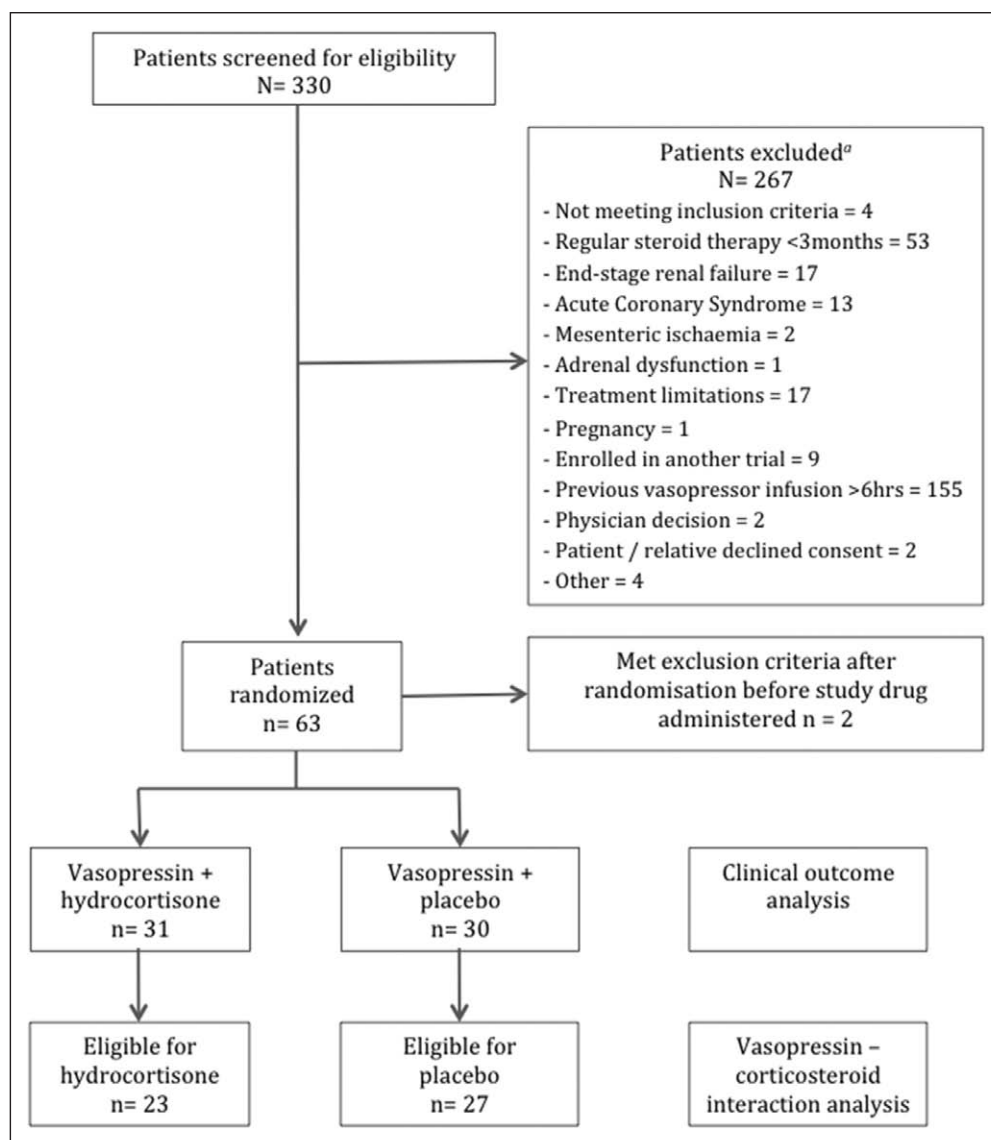 Patients screened for eligibility
N= 330
Patients excludedᵃ
N= 267
- Not meeting inclusion criteria = 4
- Regular steroid therapy <3months = 53
- End-stage renal failure = 17
- Acute Coronary Syndrome = 13
- Mesenteric ischaemia = 2
- Adrenal dysfunction = 1
- Treatment limitations = 17
- Pregnancy = 1
- Enrolled in another trial = 9
- Previous vasopressor infusion >6hrs = 155
- Physician decision = 2
- Patient / relative declined consent = 2
- Other = 4
Patients
randomized
n= 63
Met exclusion criteria after
randomisation before study drug
administered n = 2
Vasopressin +
hydrocortisone
n= 31
Vasopressin +
placebo
n= 30
Clinical outcome
analysis
Eligible for
hydrocortisone
n= 23
Eligible for
placebo
n= 27
Vasopressin –
corticosteroid
interaction analysis